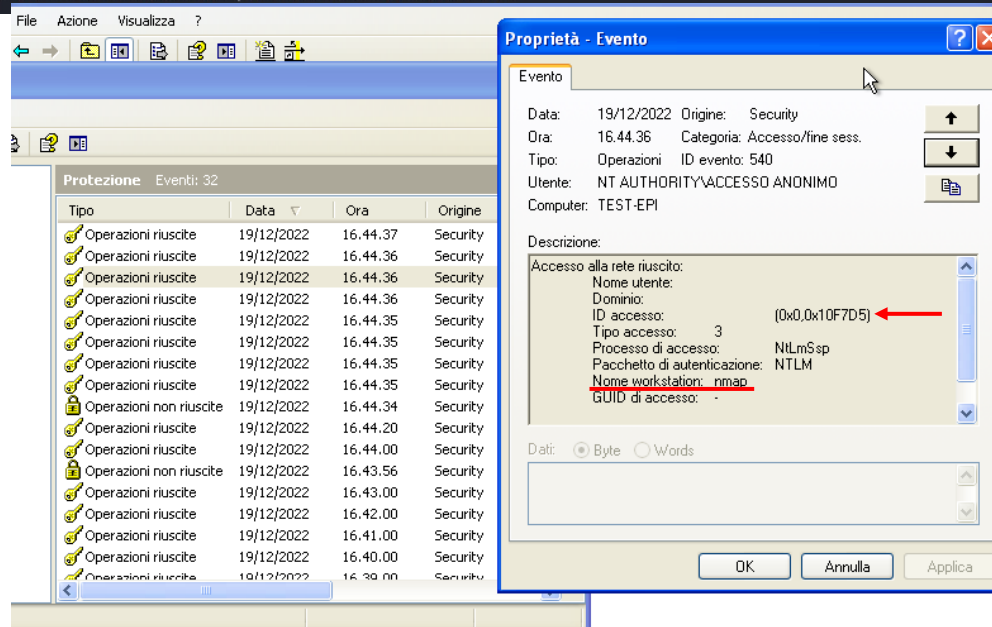 File Azione Visualizza ?
Protezione Eventi: 32
Tipo Data Ora Origine
Operazioni riuscite 19/12/2022 16.44.37 Security
Operazioni riuscite 19/12/2022 16.44.36 Security
Operazioni riuscite 19/12/2022 16.44.36 Security
Operazioni riuscite 19/12/2022 16.44.36 Security
Operazioni riuscite 19/12/2022 16.44.35 Security
Operazioni riuscite 19/12/2022 16.44.35 Security
Operazioni riuscite 19/12/2022 16.44.35 Security
Operazioni riuscite 19/12/2022 16.44.35 Security
Operazioni non riuscite 19/12/2022 16.44.34 Security
Operazioni riuscite 19/12/2022 16.44.20 Security
Operazioni riuscite 19/12/2022 16.44.00 Security
Operazioni non riuscite 19/12/2022 16.43.56 Security
Operazioni riuscite 19/12/2022 16.43.00 Security
Operazioni riuscite 19/12/2022 16.42.00 Security
Operazioni riuscite 19/12/2022 16.41.00 Security
Operazioni riuscite 19/12/2022 16.40.00 Security
Operazioni riuscite 19/12/2022 16.39.00 Security
Proprietà - Evento
Evento
Data: 19/12/2022 Origine: Security
Ora: 16.44.36 Categoria: Accesso/fine sess.
Tipo: Operazioni ID evento: 540
Utente: NT AUTHORITY\ACCESSO ANONIMO
Computer: TEST-EPI
Descrizione:
Accesso alla rete riuscito:
Nome utente:
Dominio:
ID accesso: (0x0,0x10F7D5)
Tipo accesso: 3
Processo di accesso: NtLmSsp
Pacchetto di autenticazione: NTLM
Nome workstation: nmap
GUID di accesso: -
Dati: Byte Words
OK Annulla Applica